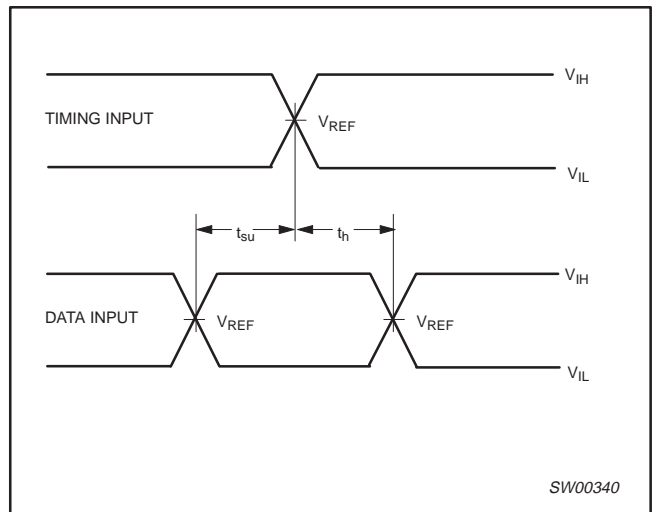 V_IH
TIMING INPUT
V_REF
V_IL
t_su
t_h
V_IH
DATA INPUT
V_REF
V_REF
V_IL
SW00340